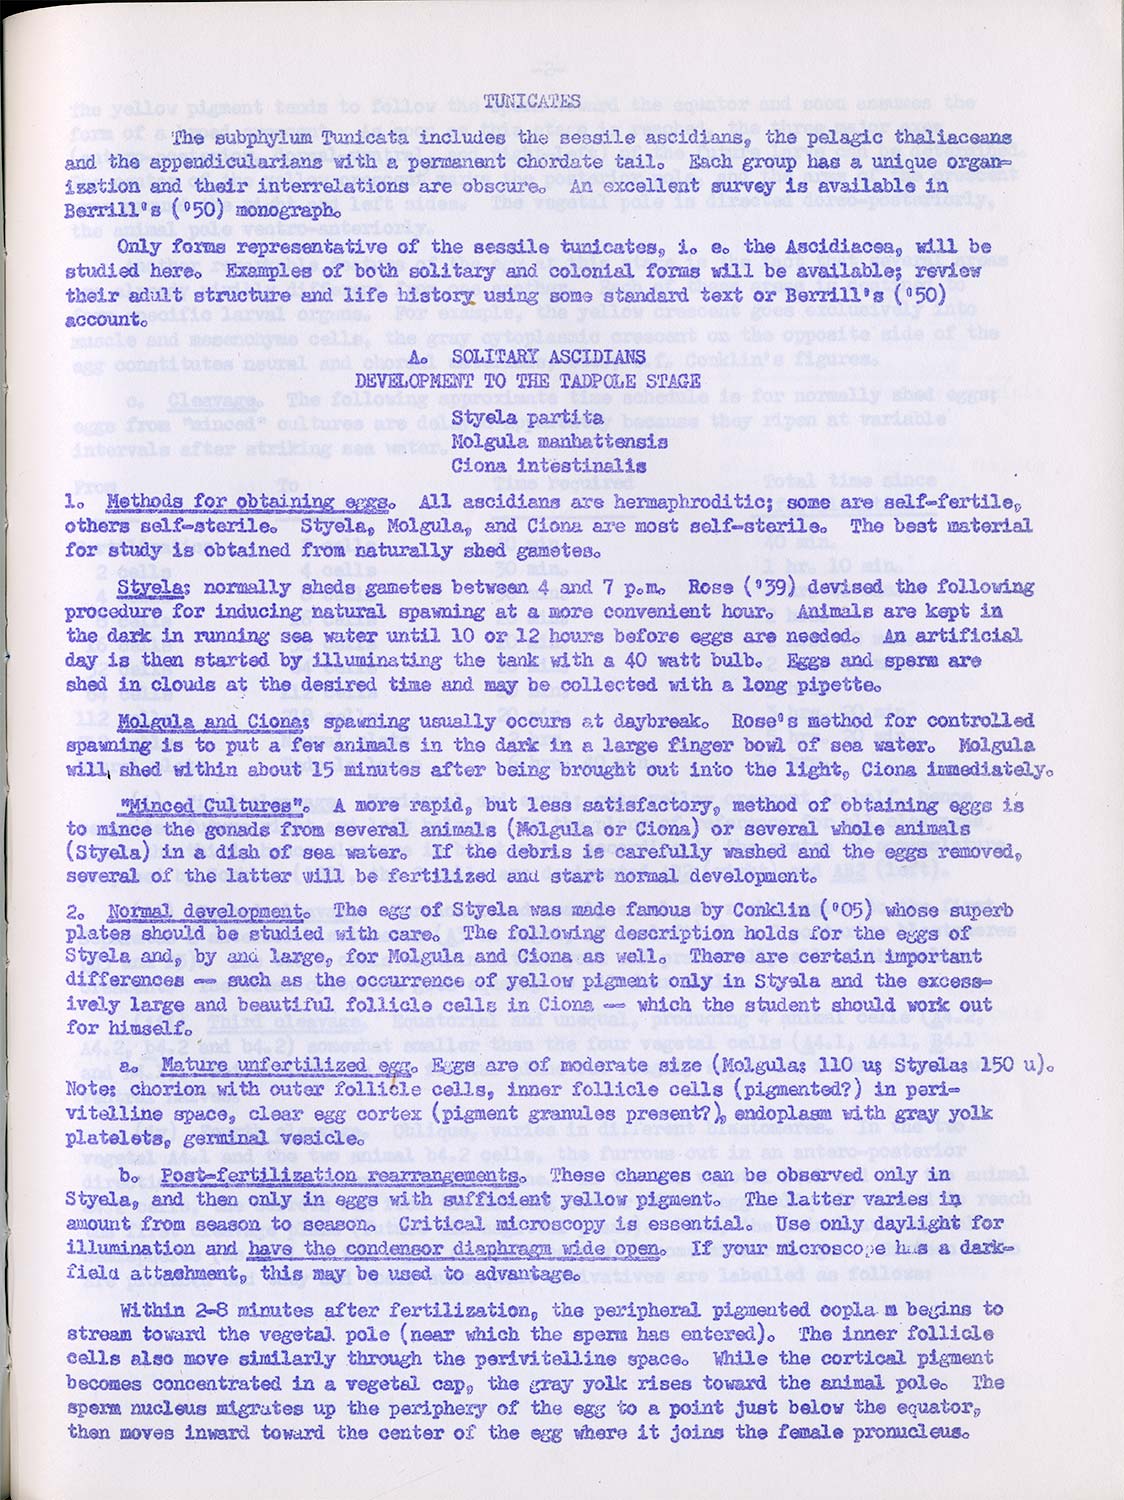 TUNICATES
The subphylum Tunicata includes the sessile ascidians, the pelagic thaliaceans
and the appendicularians with a permanent chordate tail. Each group has a unique organ-
ization and their interrelations are obscure. An excellent survey is available in
Berrill's ('50) monograph.
Only forms representative of the sessile tunicates, i. e. the Ascidiacea, will be
studied here. Examples of both solitary and colonial forms will be available; review
their adult structure and life history using some standard text or Berrill's ('50)
account.
A. SOLITARY ASCIDIANS
DEVELOPMENT TO THE TADPOLE STAGE
Styela partita
Molgula manhattensis
Ciona intestinalis
1. Methods for obtaining eggs. All ascidians are hermaphroditic; some are self-fertile,
others self-sterile. Styela, Molgula, and Ciona are most self-sterile. The best material
for study is obtained from naturally shed gametes.
Styela: normally sheds gametes between 4 and 7 p.m. Rose ('39) devised the following
procedure for inducing natural spawning at a more convenient hour. Animals are kept in
the dark in running sea water until 10 or 12 hours before eggs are needed. An artificial
day is then started by illuminating the tank with a 40 watt bulb. Eggs and sperm are
shed in clouds at the desired time and may be collected with a long pipette.
Molgula and Ciona: spawning usually occurs at daybreak. Rose's method for controlled
spawning is to put a few animals in the dark in a large finger bowl of sea water. Molgula
will shed within about 15 minutes after being brought out into the light, Ciona immediately.
"Minced Cultures". A more rapid, but less satisfactory, method of obtaining eggs is
to mince the gonads from several animals (Molgula or Ciona) or several whole animals
(Styela) in a dish of sea water. If the debris is carefully washed and the eggs removed,
several of the latter will be fertilized and start normal development.
2. Normal development. The egg of Styela was made famous by Conklin ('05) whose superb
plates should be studied with care. The following description holds for the eggs of
Styela and, by and large, for Molgula and Ciona as well. There are certain important
differences -- such as the occurrence of yellow pigment only in Styela and the excess-
ively large and beautiful follicle cells in Ciona -- which the student should work out
for himself.
a. Mature unfertilized egg. Eggs are of moderate size (Molgula: 110 u; Styela: 150 u).
Note: chorion with outer follicle cells, inner follicle cells (pigmented?) in peri-
vitelline space, clear egg cortex (pigment granules present?), endoplasm with gray yolk
platelets, germinal vesicle.
b. Post-fertilization rearrangements. These changes can be observed only in
Styela, and then only in eggs with sufficient yellow pigment. The latter varies in
amount from season to season. Critical microscopy is essential. Use only daylight for
illumination and have the condensor diaphragm wide open. If your microscope has a dark-
field attachment, this may be used to advantage.
Within 2-8 minutes after fertilization, the peripheral pigmented oopla m begins to
stream toward the vegetal pole (near which the sperm has entered). The inner follicle
cells also move similarly through the perivitelline space. While the cortical pigment
becomes concentrated in a vegetal cap, the gray yolk rises toward the animal pole. The
sperm nucleus migrates up the periphery of the egg to a point just below the equator,
then moves inward toward the center of the egg where it joins the female pronucleus.